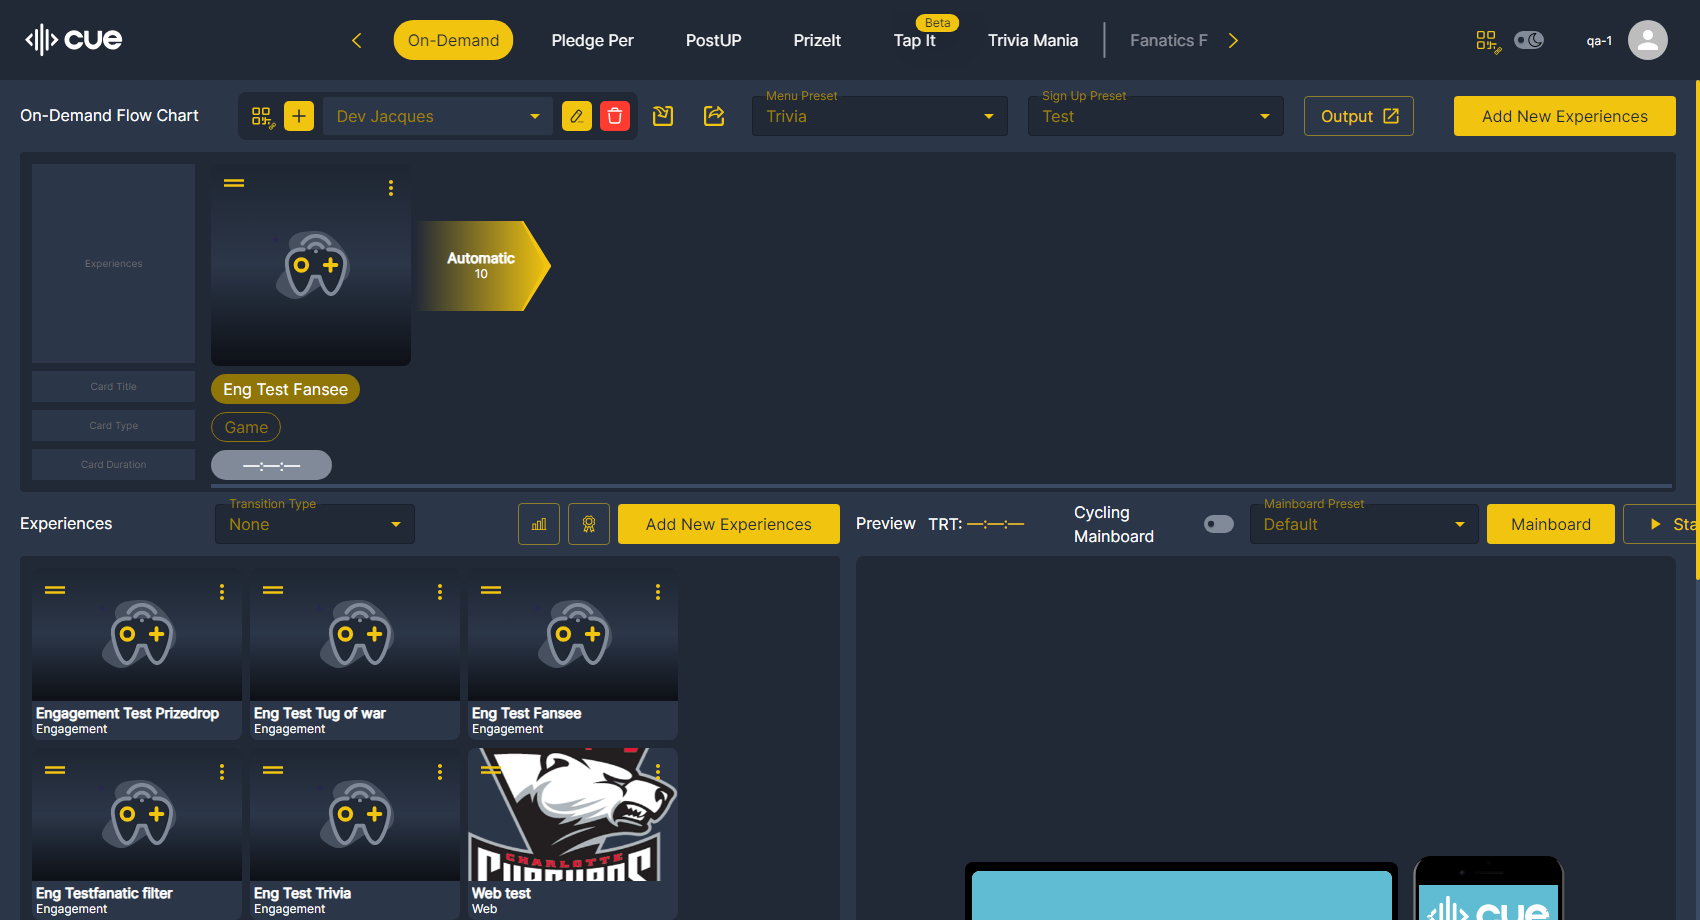 cue
On-Demand
Pledge Per
PostUP
PrizeIt
Tap It
Beta
Trivia Mania
Fanatics F
qa-1
On-Demand Flow Chart
Dev Jacques
Menu Preset
Trivia
Sign Up Preset
Test
Output
Add New Experiences
Experiences
Automatic
10
Card Title
Eng Test Fansee
Card Type
Game
Card Duration
—:—:—
Experiences
Transition Type
None
Add New Experiences
Preview
TRT: —:—:—
Cycling
Mainboard
Mainboard Preset
Default
Mainboard
Sta
Engagement Test Prizedrop
Engagement
Eng Test Tug of war
Engagement
Eng Test Fansee
Engagement
CHARLOTTE
Eng Testfanatic filter
Engagement
Eng Test Trivia
Engagement
Web test
Web
cue